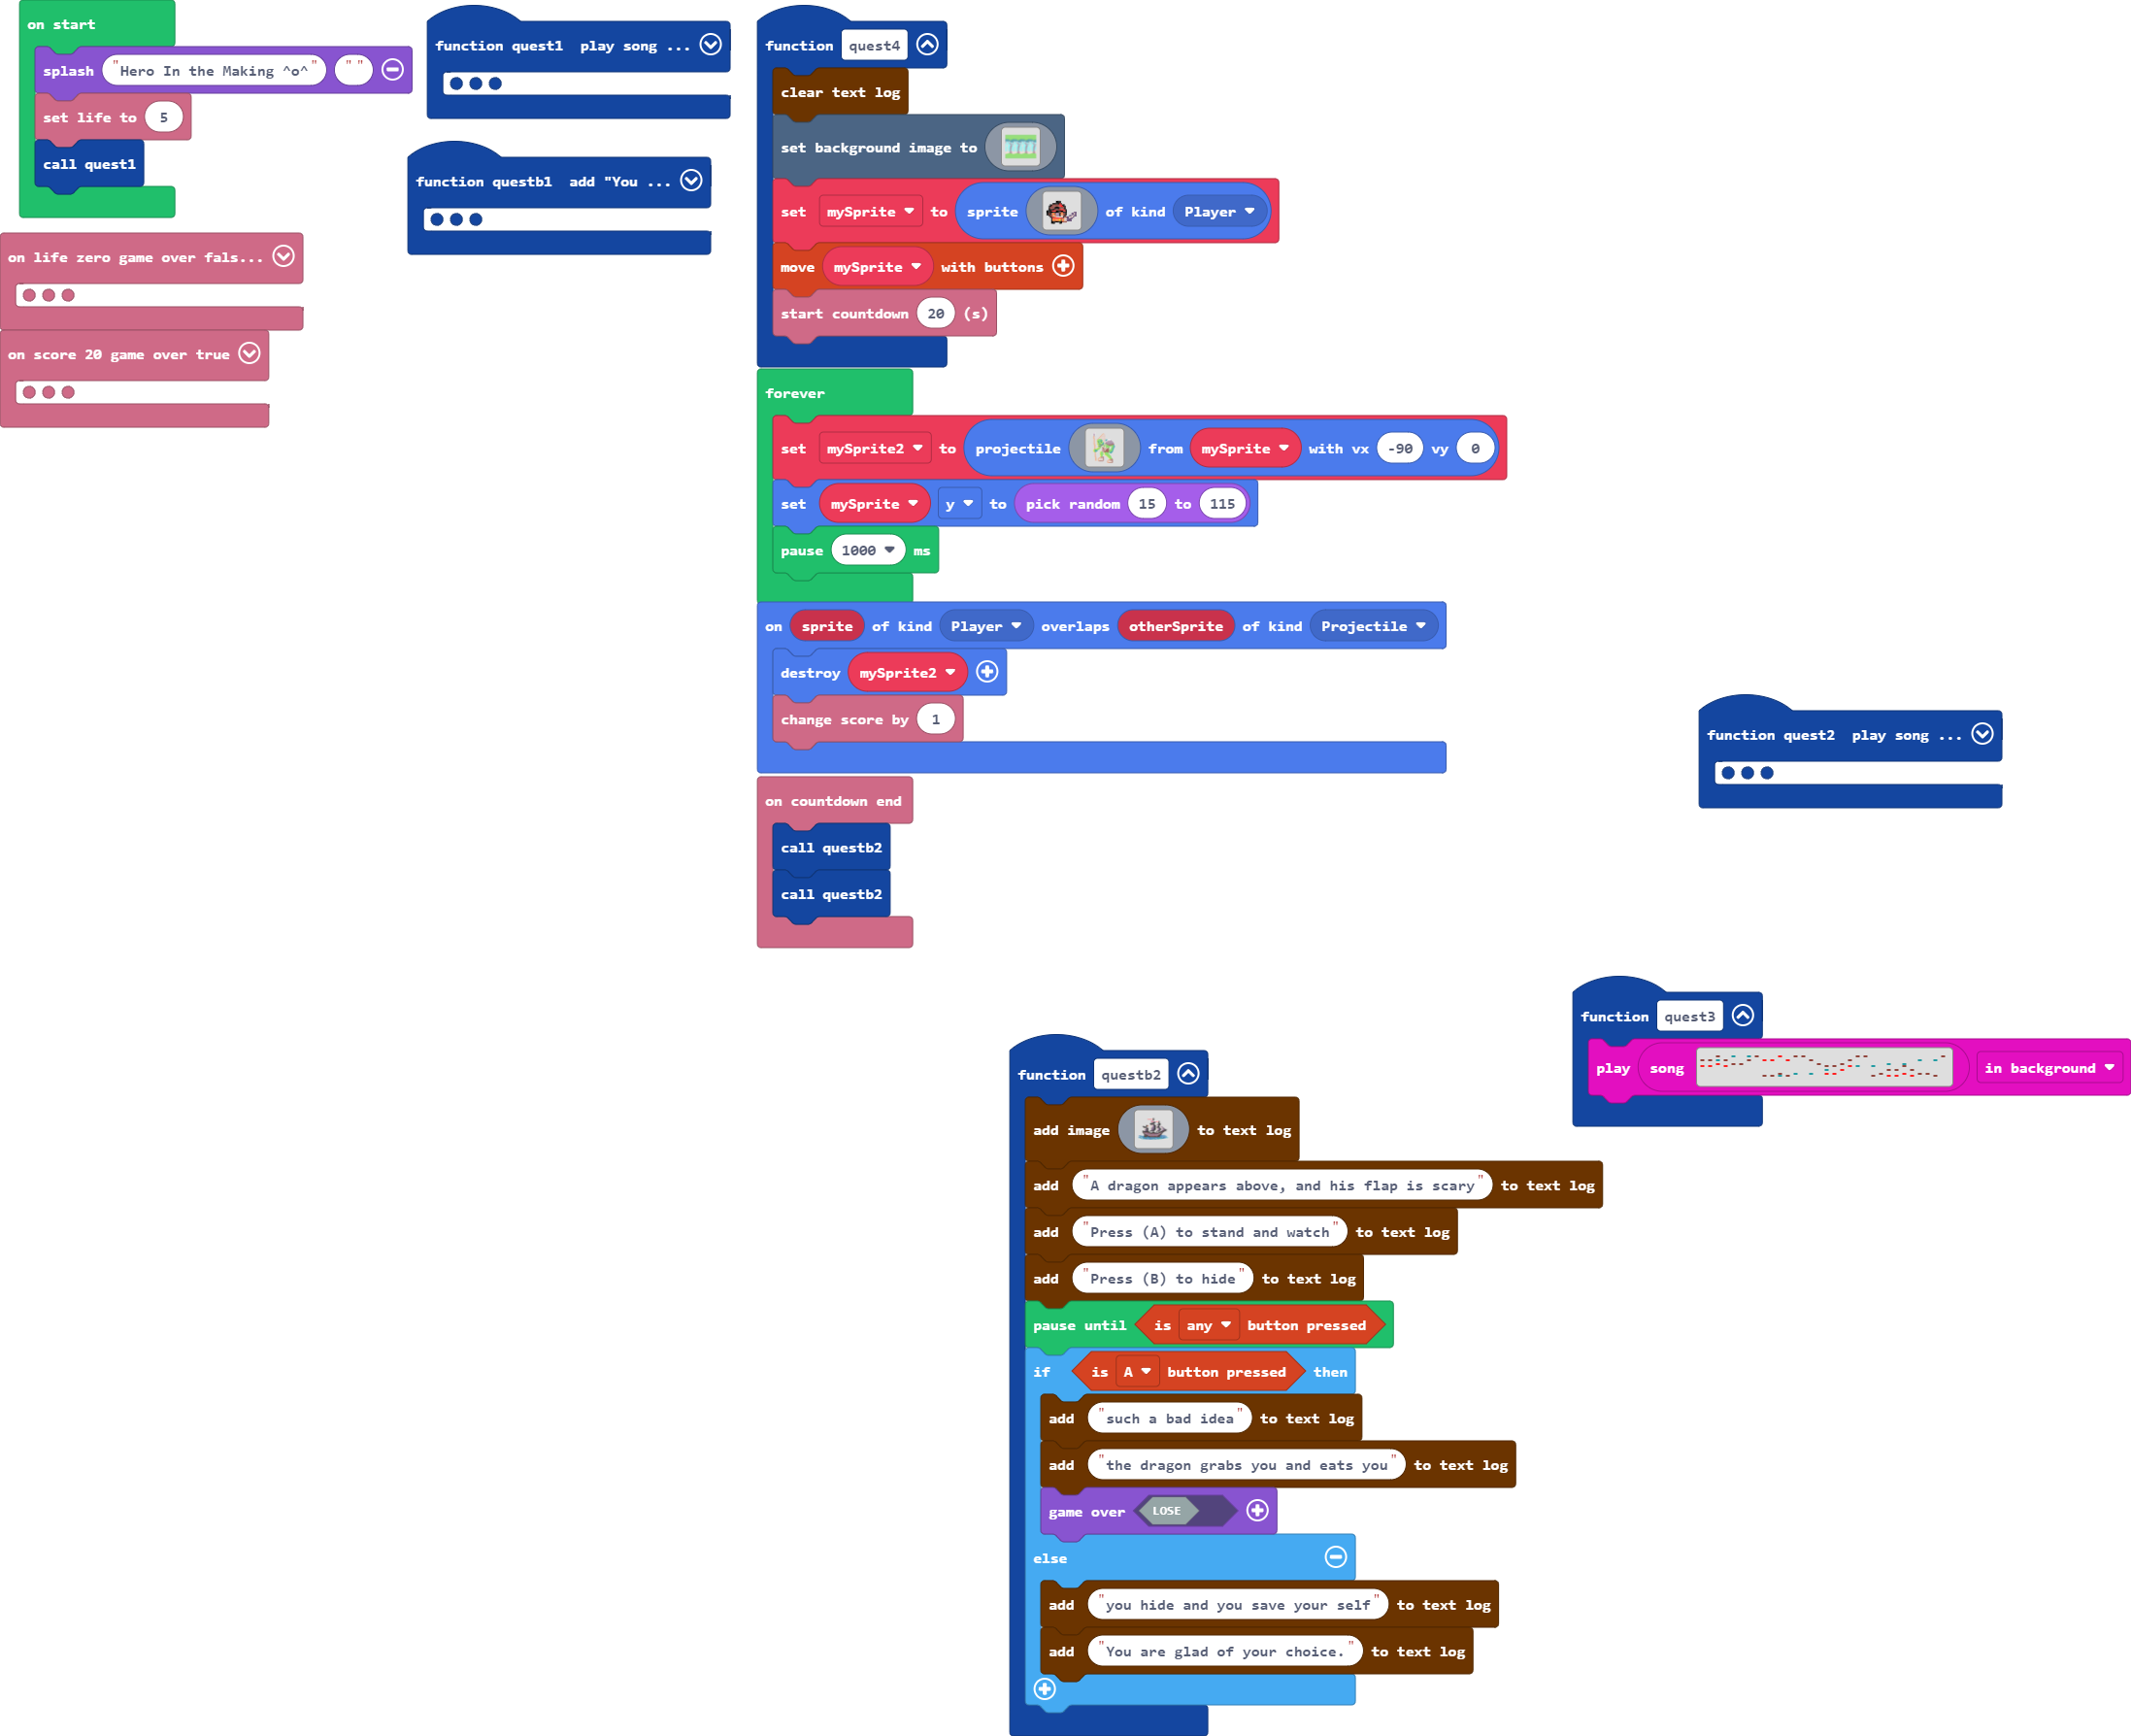 on start
splash "Hero In the Making ^o^" " "
set life to 5
call quest1
on life zero game over fals...
on score 20 game over true
function quest1 play song ...
function questb1 add "You ...
function quest4
clear text log
set background image to
set mySprite to sprite of kind Player
move mySprite with buttons
start countdown 20 (s)
forever
set mySprite2 to projectile from mySprite with vx -90 vy 0
set mySprite y to pick random 15 to 115
pause 1000 ms
on sprite of kind Player overlaps otherSprite of kind Projectile
destroy mySprite2
change score by 1
on countdown end
call questb2
call questb2
function quest2 play song ...
function quest3
play song in background
function questb2
add image to text log
add "A dragon appears above, and his flap is scary" to text log
add "Press (A) to stand and watch" to text log
add "Press (B) to hide" to text log
pause until is any button pressed
if is A button pressed then
add "such a bad idea" to text log
add "the dragon grabs you and eats you" to text log
game over LOSE
else
add "you hide and you save your self" to text log
add "You are glad of your choice." to text log